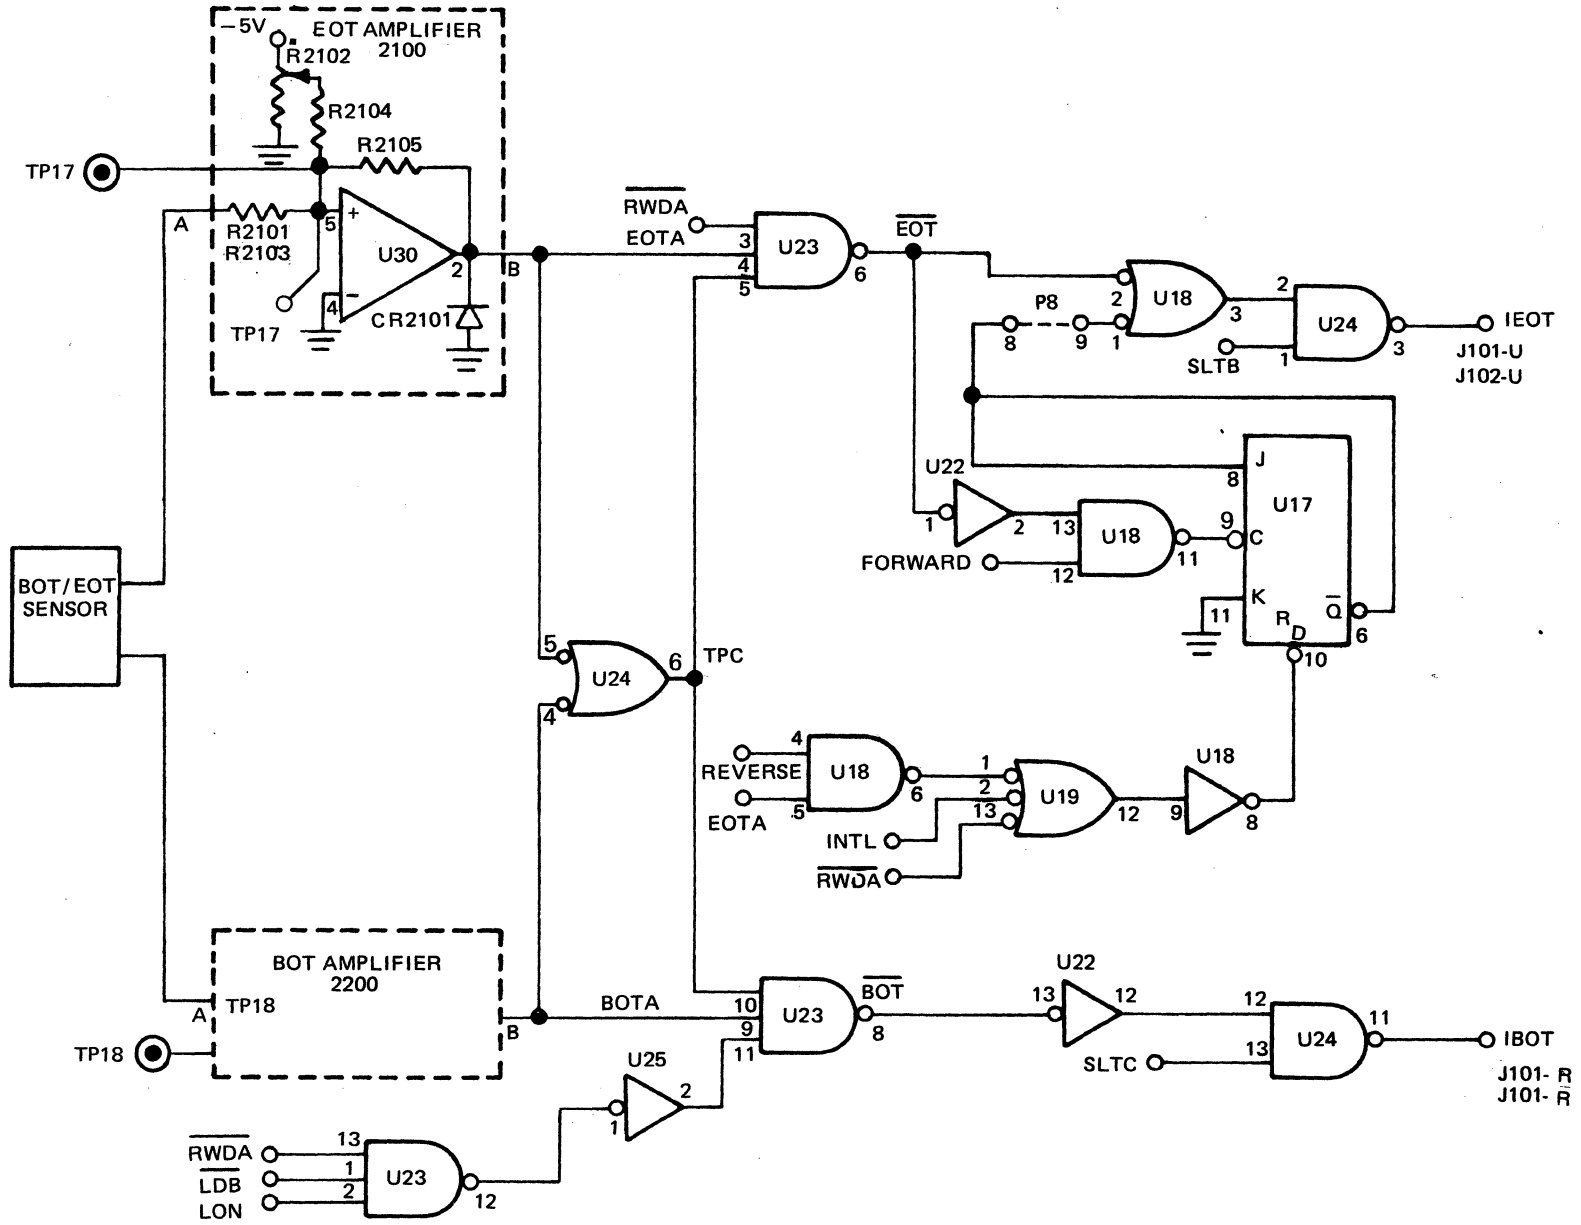 −5V
EOT AMPLIFIER
2100
R2102
R2104
R2105
TP17
A
R2101
R2103
5
+
U30
2
B
4
−
CR2101
TP17
RWDA
EOTA
3
4
5
U23
6
EOT
P8
8
9
2
1
U18
3
2
1
U24
3
SLTB
IEOT
J101-U
J102-U
U22
1
2
FORWARD
13
12
U18
11
J
8
U17
9
C
K
11
R
D
Q
6
10
BOT/EOT
SENSOR
5
4
U24
6
TPC
REVERSE
EOTA
4
5
U18
6
1
2
13
U19
12
INTL
RWDA
U18
9
8
BOT AMPLIFIER
2200
A
TP18
B
TP18
BOTA
10
9
11
U23
8
BOT
U22
13
12
12
13
U24
11
SLTC
IBOT
J101- R
J101- R
U25
1
2
RWDA
LDB
LON
13
1
2
U23
12